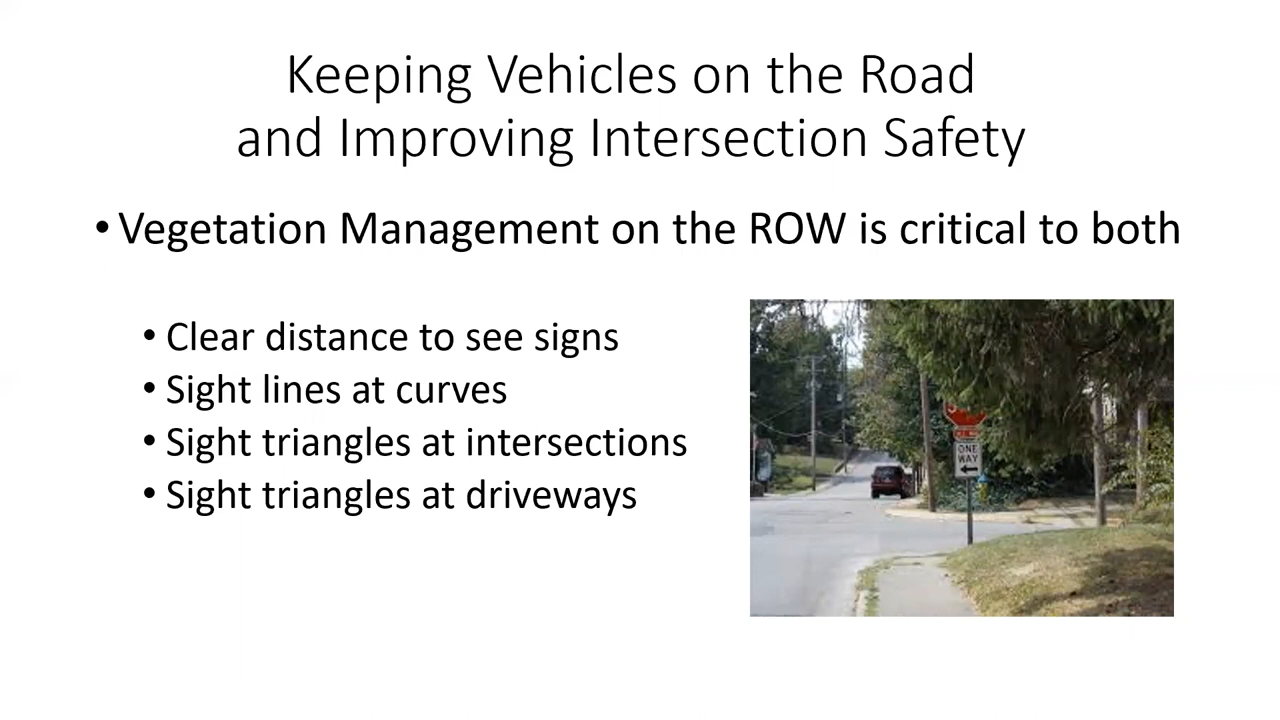 Keeping Vehicles on the Road
and Improving Intersection Safety
• Vegetation Management on the ROW is critical to both
• Clear distance to see signs
• Sight lines at curves
• Sight triangles at intersections
• Sight triangles at driveways
ONE
WAY